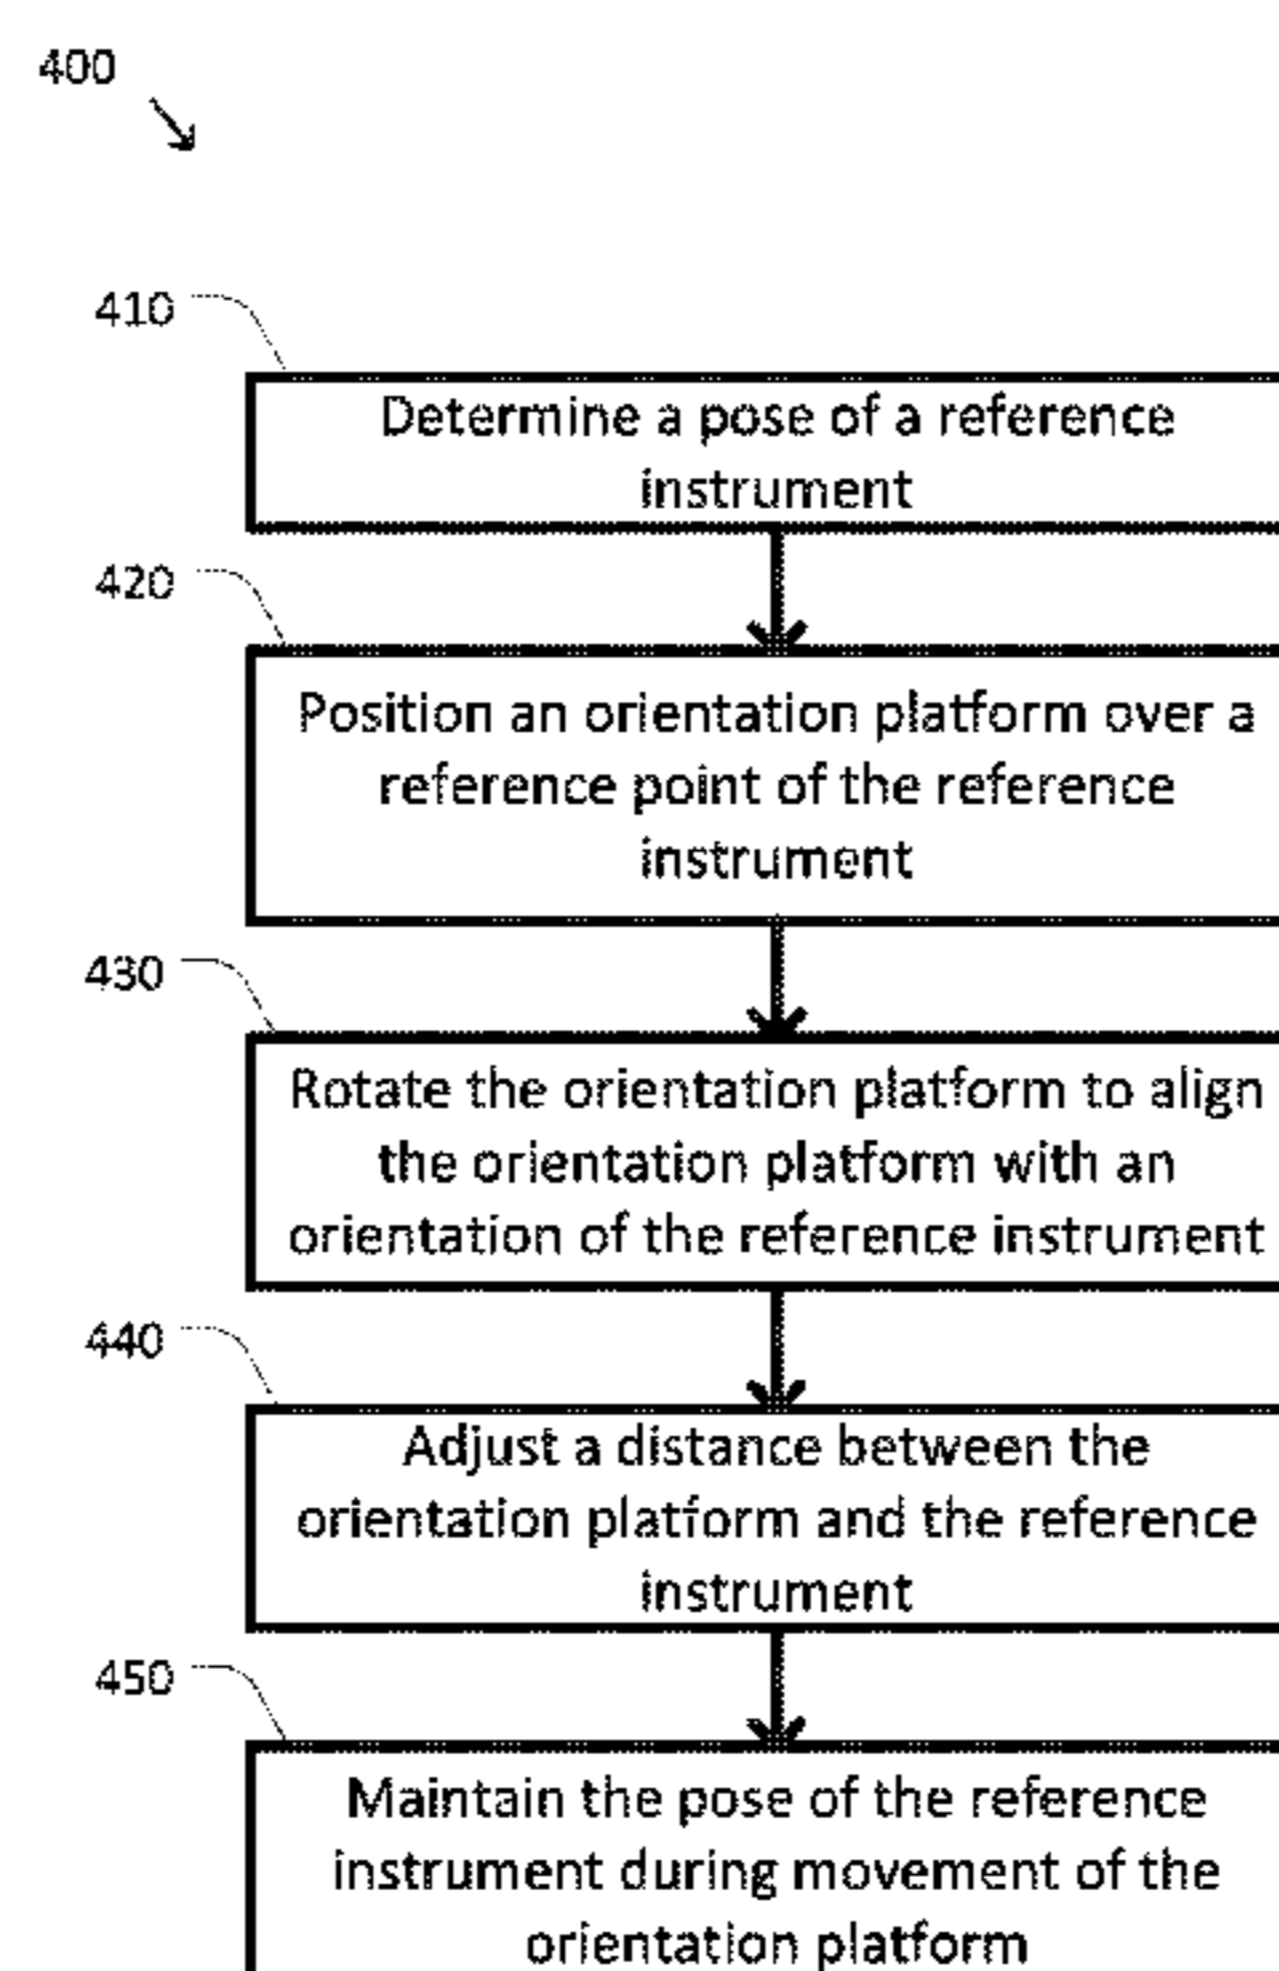 400
410
Determine a pose of a reference
instrument
420
Position an orientation platform over a
reference point of the reference
instrument
430
Rotate the orientation platform to align
the orientation platform with an
orientation of the reference instrument
440
Adjust a distance between the
orientation platform and the reference
instrument
450
Maintain the pose of the reference
instrument during movement of the
orientation platform